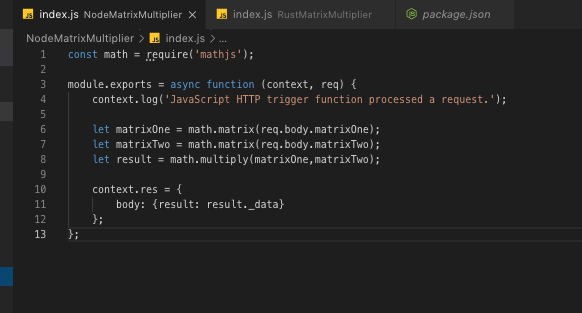 JS index.js NodeMatrixMultiplier × JS index.js RustMatrixMultiplier JS package.json
NodeMatrixMultiplier > JS index.js > ...
1 const math = require('mathjs');
2
3 module.exports = async function (context, req) {
4 context.log('JavaScript HTTP trigger function processed a request.');
5
6 let matrixOne = math.matrix(req.body.matrixOne);
7 let matrixTwo = math.matrix(req.body.matrixTwo);
8 let result = math.multiply(matrixOne,matrixTwo);
9
10 context.res = {
11 body: {result: result._data}
12 };
13 };